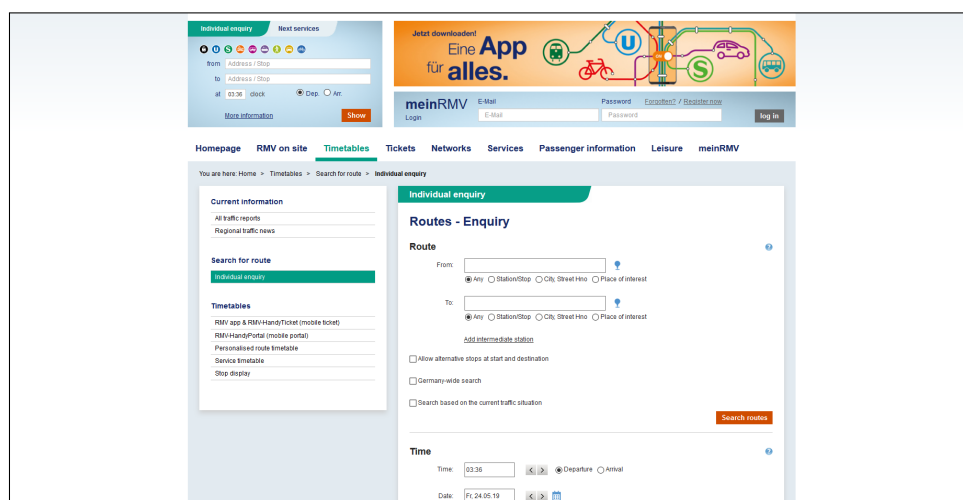 Individual enquiry Next services
from Address / Stop
to Address / Stop
at 03:36 clock Dep. Arr.
More information Show
Jetzt downloaden!
Eine App
für alles.
U
S
meinRMV
Login
E-Mail Password Forgotten? / Register now
E-Mail Password log in
Homepage RMV on site Timetables Tickets Networks Services Passenger information Leisure meinRMV
You are here: Home > Timetables > Search for route > Individual enquiry
Current information
All traffic reports
Regional traffic news
Search for route
Individual enquiry
Timetables
RMV app & RMV-HandyTicket (mobile ticket)
RMV-HandyPortal (mobile portal)
Personalised route timetable
Service timetable
Stop display
Individual enquiry
Routes - Enquiry
Route ?
From:
Any Station/Stop City, Street Hno Place of interest
To:
Any Station/Stop City, Street Hno Place of interest
Add intermediate station
Allow alternative stops at start and destination
Germany-wide search
Search based on the current traffic situation
Search routes
Time ?
Time: 03:36 < > Departure Arrival
Date: Fr, 24.05.19 < >